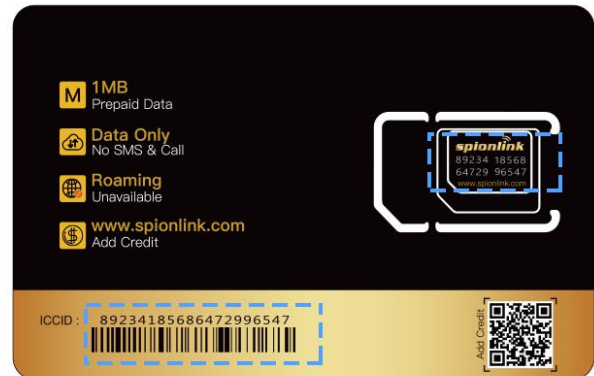 M
1MB
Prepaid Data
Data Only
No SMS & Call
Roaming
Unavailable
www.spionlink.com
Add Credit
spionlink
89234 18568
64729 96547
www.spionlink.com
ICCID :
89234185686472996547
Add Credit